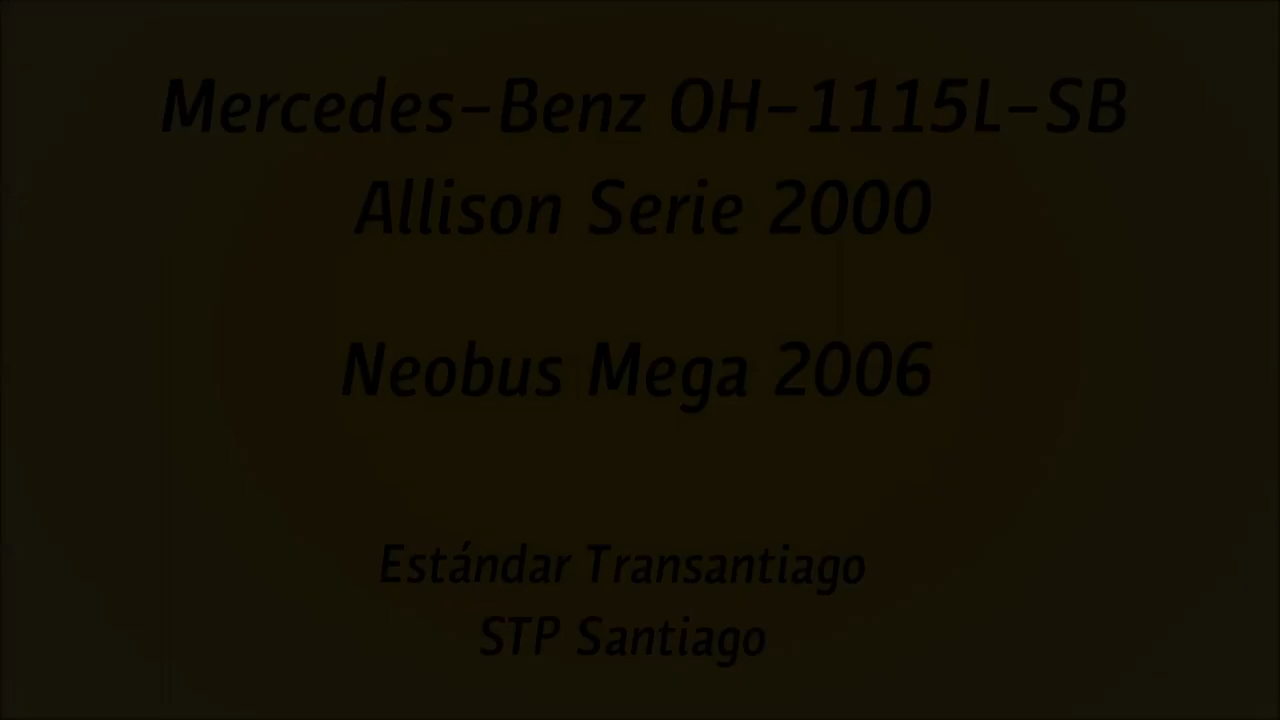 Mercedes-Benz OH-1115L-SB
Allison Serie 2000
Neobus Mega 2006
Estándar Transantiago
STP Santiago